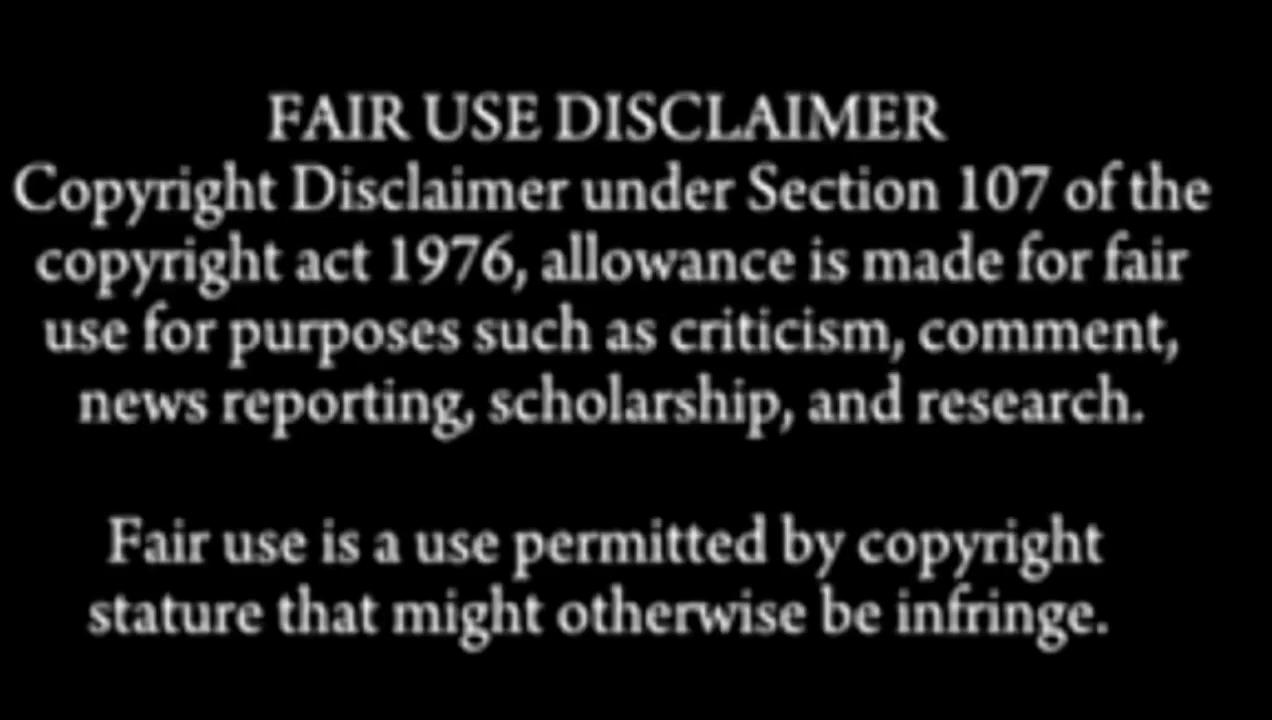 FAIR USE DISCLAIMER
Copyright Disclaimer under Section 107 of the
copyright act 1976, allowance is made for fair
use for purposes such as criticism, comment,
news reporting, scholarship, and research.
Fair use is a use permitted by copyright
stature that might otherwise be infringe.